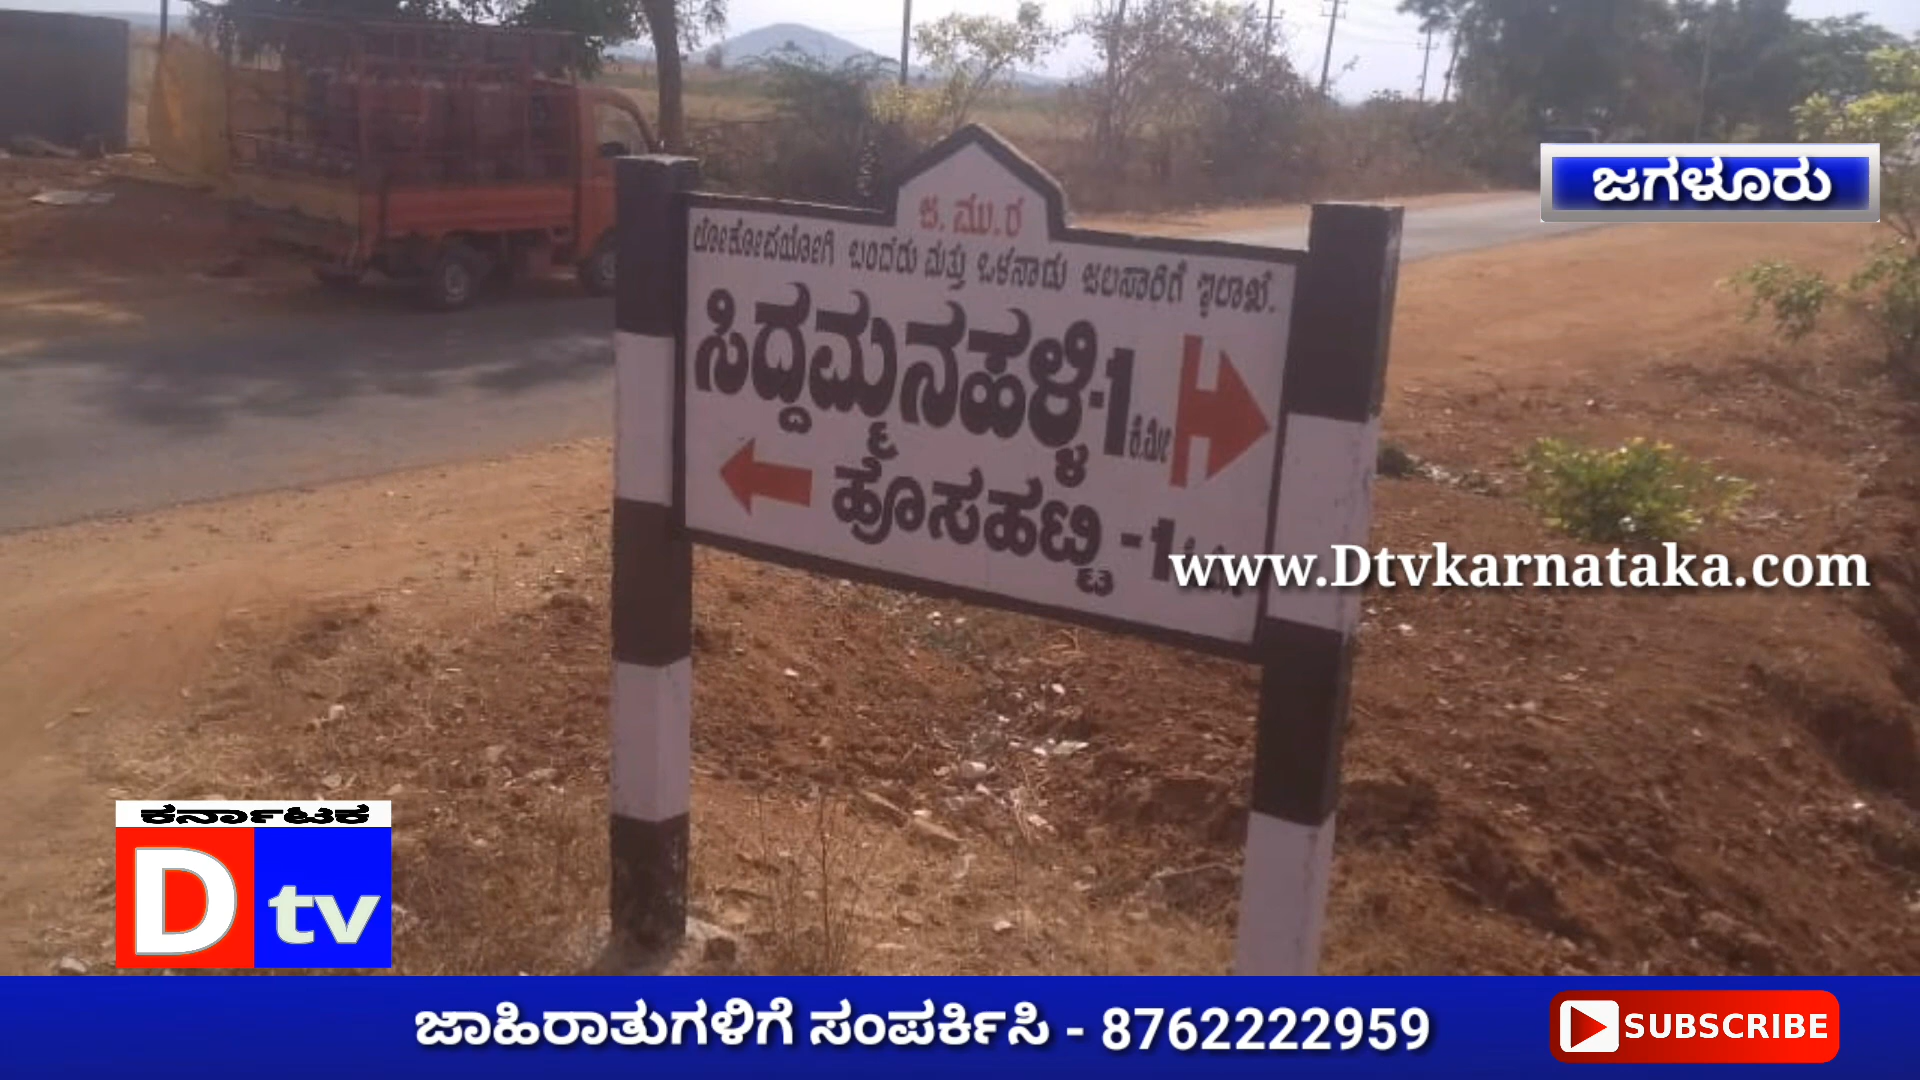 ಜಗಳೂರು
ಜ.ಮು.ರ
ಲೋಕೋಪಯೋಗಿ ಬಂದರು ಮತ್ತು ಒಳನಾಡು ಜಲಸಾರಿಗೆ ಇಲಾಖೆ.
ಸಿದ್ದಮ್ಮನಹಳ್ಳಿ-1 ಕಿ.ಮೀ
ಹೊಸಹಟ್ಟಿ -1
www.Dtvkarnataka.com
ಕರ್ನಾಟಕ
D tv
ಜಾಹಿರಾತುಗಳಿಗೆ ಸಂಪರ್ಕಿಸಿ - 8762222959
SUBSCRIBE